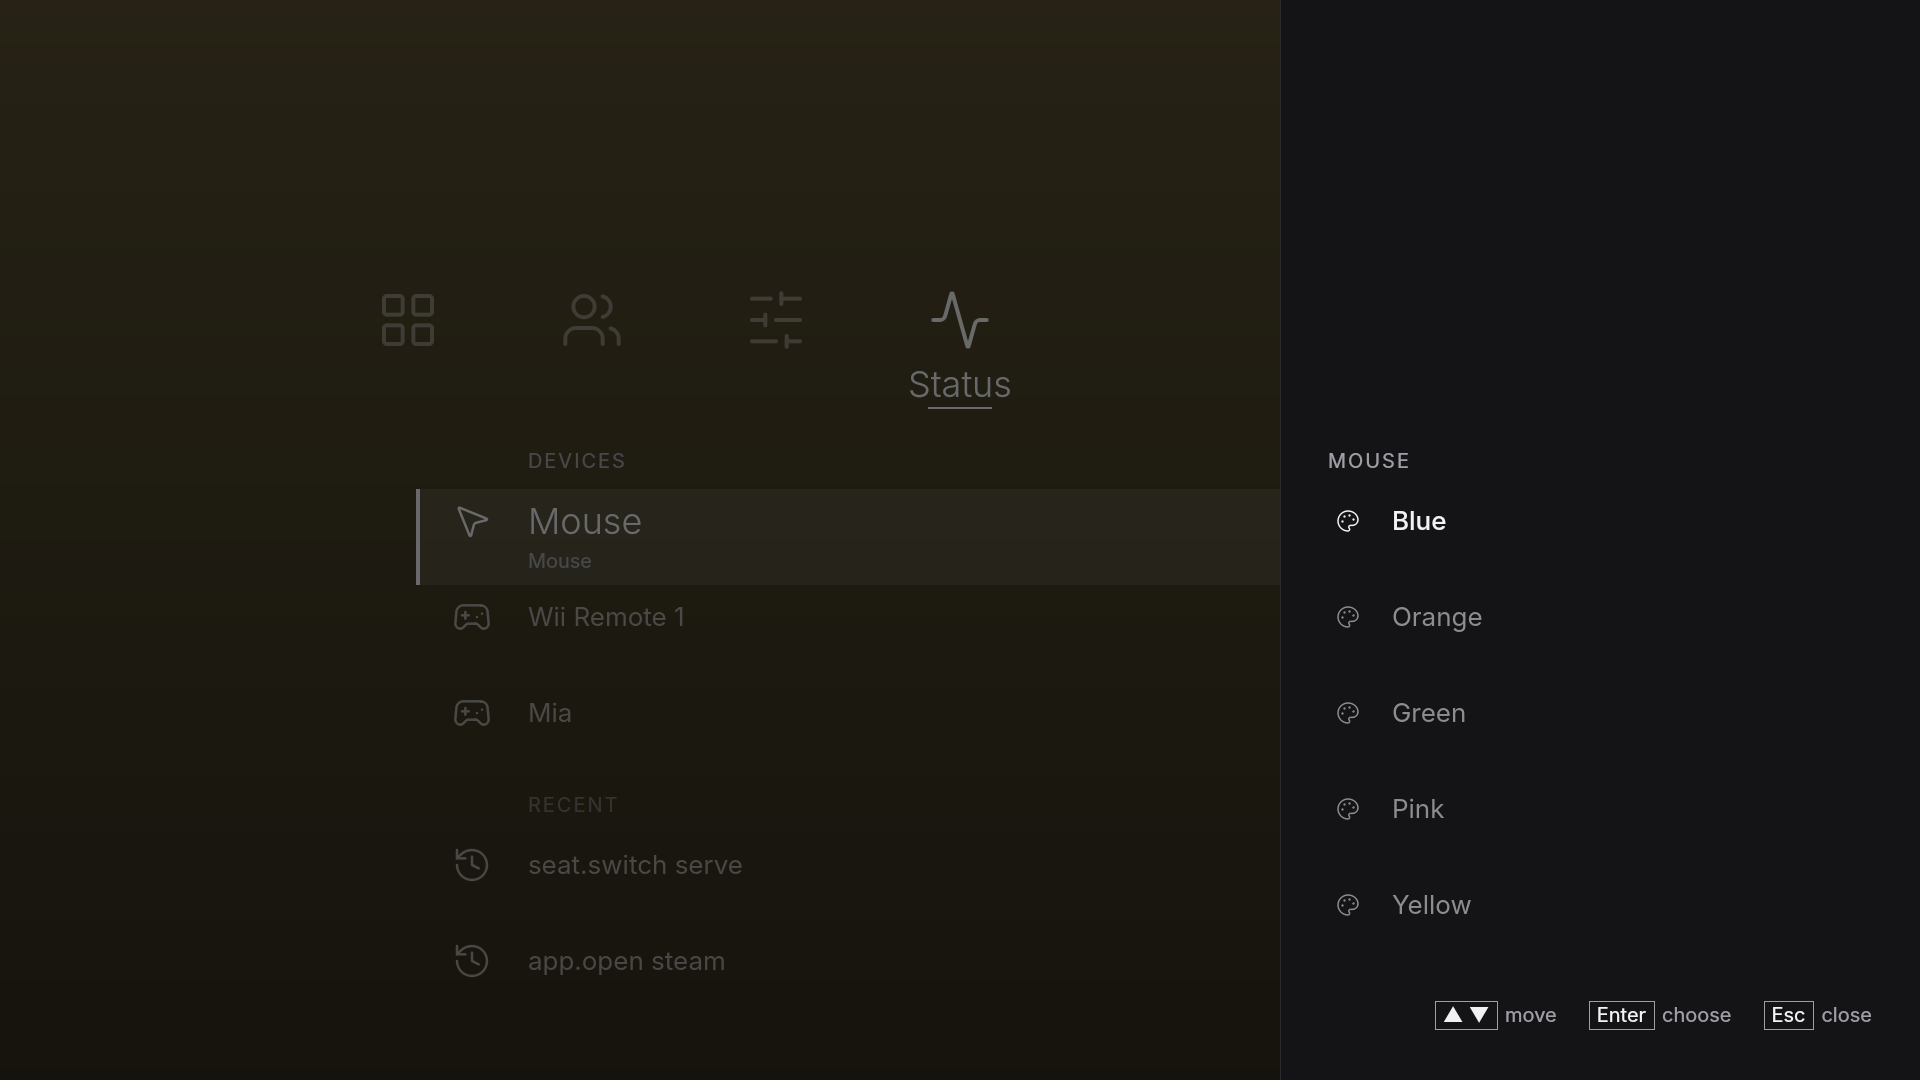 Status
DEVICES
Mouse
Mouse
Wii Remote 1
Mia
RECENT
seat.switch serve
app.open steam
MOUSE
Blue
Orange
Green
Pink
Yellow
▲▼ move Enter choose Esc close